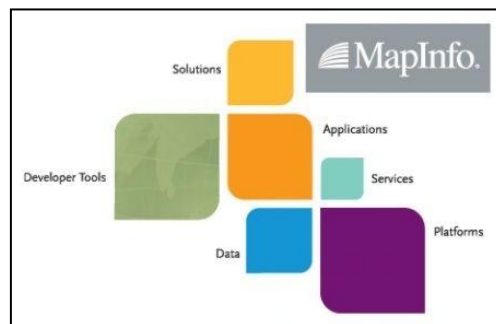 MapInfo.
Solutions
Applications
Developer Tools
Services
Data
Platforms